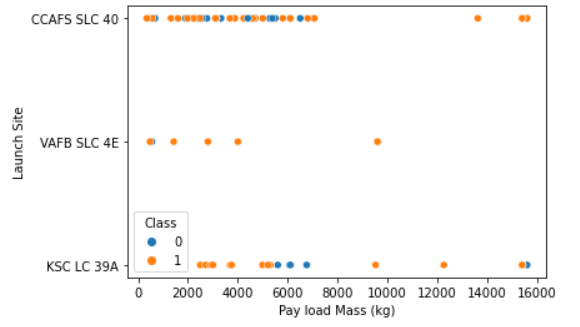 CCAFS SLC 40
VAFB SLC 4E
KSC LC 39A
Launch Site
Class
0
1
0 2000 4000 6000 8000 10000 12000 14000 16000
Pay load Mass (kg)